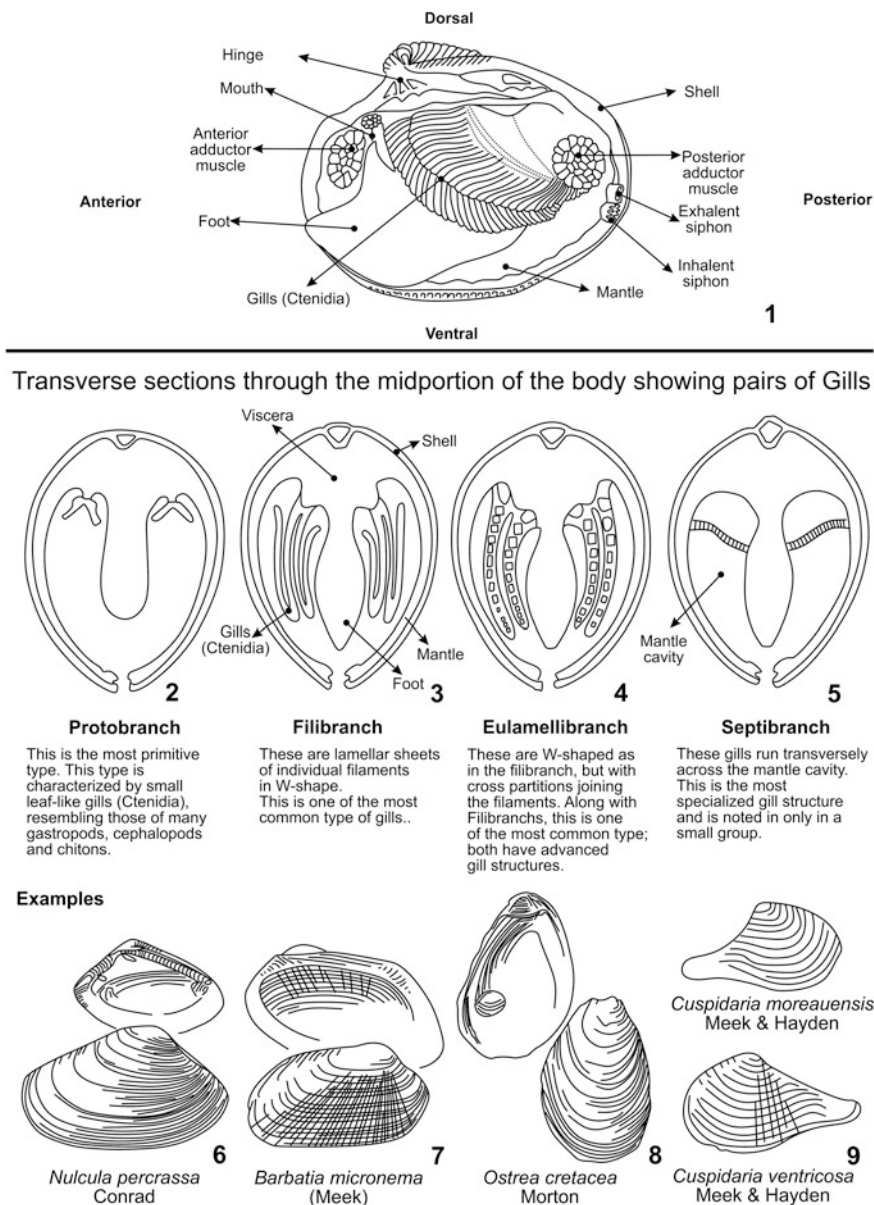 Dorsal
Hinge
Mouth
Anterior
adductor
muscle
Shell
Posterior
adductor
muscle
Anterior
Posterior
Foot
Exhalent
siphon
Inhalent
siphon
Gills (Ctenidia)
Mantle
1
Ventral
Transverse sections through the midportion of the body showing pairs of Gills
Viscera
Shell
Gills
(Ctenidia)
Mantle
Foot
Mantle
cavity
2
3
4
5
Protobranch
This is the most primitive
type. This type is
characterized by small
leaf-like gills (Ctenidia),
resembling those of many
gastropods, cephalopods
and chitons.
Filibranch
These are lamellar sheets
of individual filaments
in W-shape.
This is one of the most
common type of gills..
Eulamellibranch
These are W-shaped as
in the filibranch, but with
cross partitions joining
the filaments. Along with
Filibranchs, this is one
of the most common type;
both have advanced
gill structures.
Septibranch
These gills run transversely
across the mantle cavity.
This is the most
specialized gill structure
and is noted in only in a
small group.
Examples
6
Nulcula percrassa
Conrad
7
Barbatia micronema
(Meek)
8
Ostrea cretacea
Morton
Cuspidaria moreauensis
Meek & Hayden
9
Cuspidaria ventricosa
Meek & Hayden